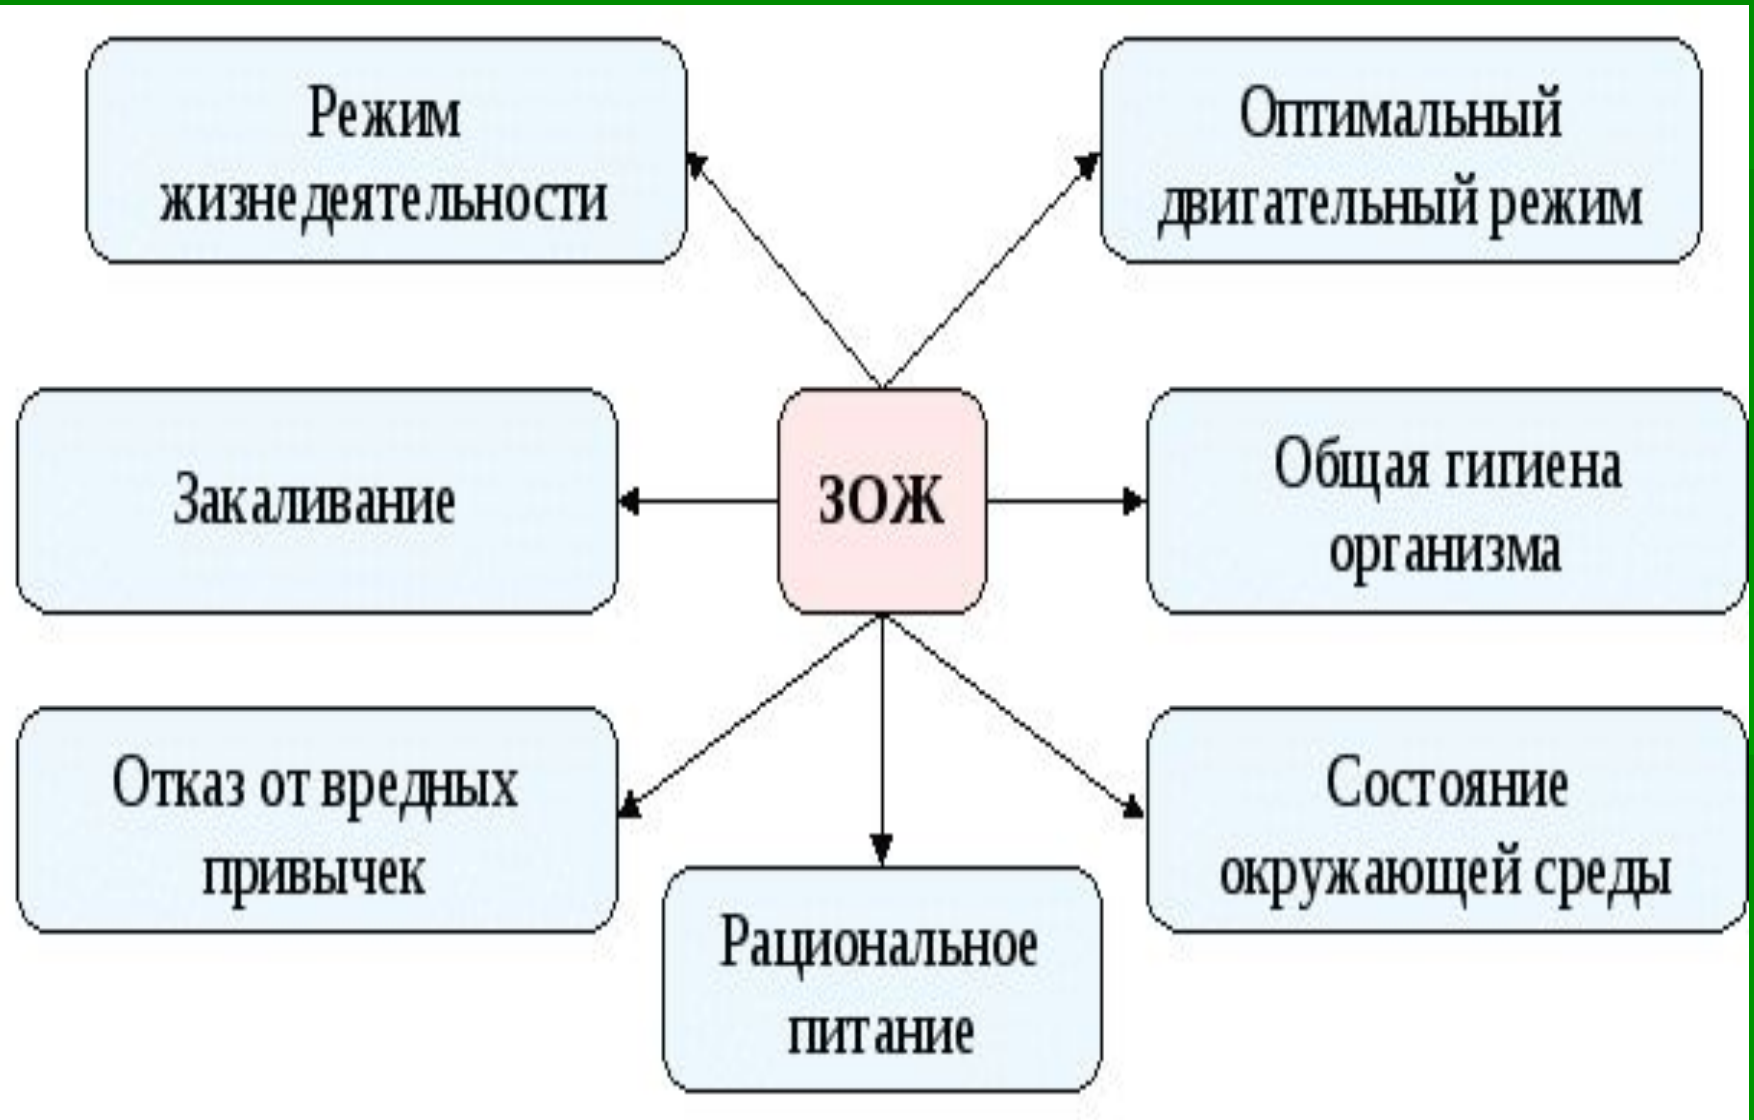 Режим
жизнедеятельности
Оптимальный
двигательный режим
Закаливание
ЗОЖ
Общая гигиена
организма
Отказ от вредных
привычек
Рациональное
питание
Состояние
окружающей среды